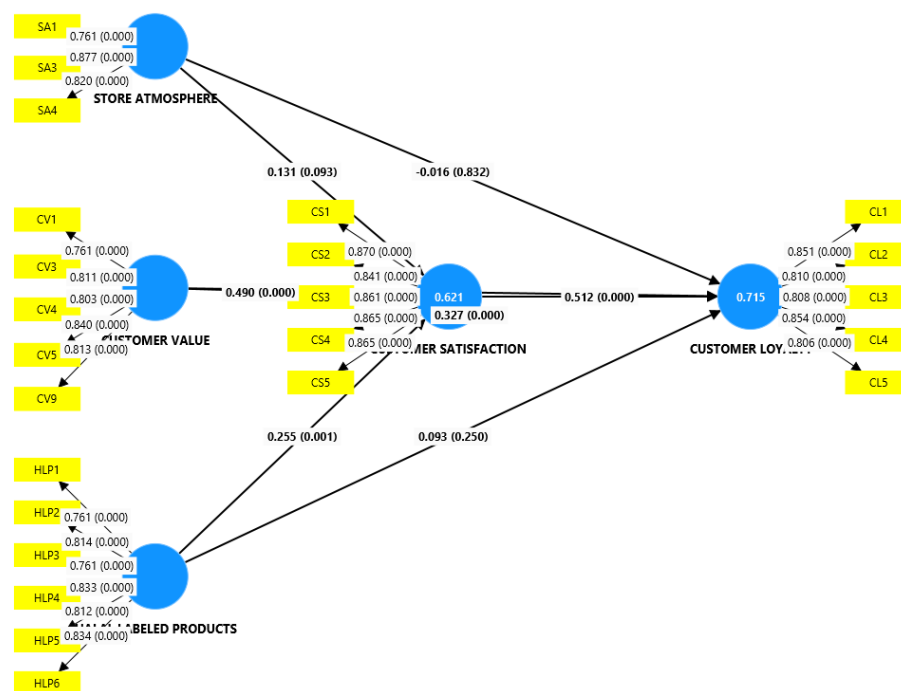 SA1
0.761 (0.000)
SA3
0.877 (0.000)
0.820 (0.000)
SA4
STORE ATMOSPHERE
0.131 (0.093)
-0.016 (0.832)
CV1
0.761 (0.000)
CV3
0.811 (0.000)
0.803 (0.000)
CV4
0.840 (0.000)
CUSTOMER VALUE
CV5
0.813 (0.000)
CV9
0.490 (0.000)
CS1
0.870 (0.000)
CS2
0.841 (0.000)
CS3
0.861 (0.000)
0.865 (0.000)
CS4
0.865 (0.000)
CS5
0.621
0.327 (0.000)
CUSTOMER SATISFACTION
0.512 (0.000)
0.715
CUSTOMER
CL1
0.851 (0.000)
CL2
0.810 (0.000)
CL3
0.808 (0.000)
0.854 (0.000)
CL4
0.806 (0.000)
CL5
0.255 (0.001)
0.093 (0.250)
HLP1
0.761 (0.000)
HLP2
0.814 (0.000)
HLP3
0.761 (0.000)
0.833 (0.000)
HLP4
0.812 (0.000)
LABELED PRODUCTS
HLP5
0.834 (0.000)
HLP6